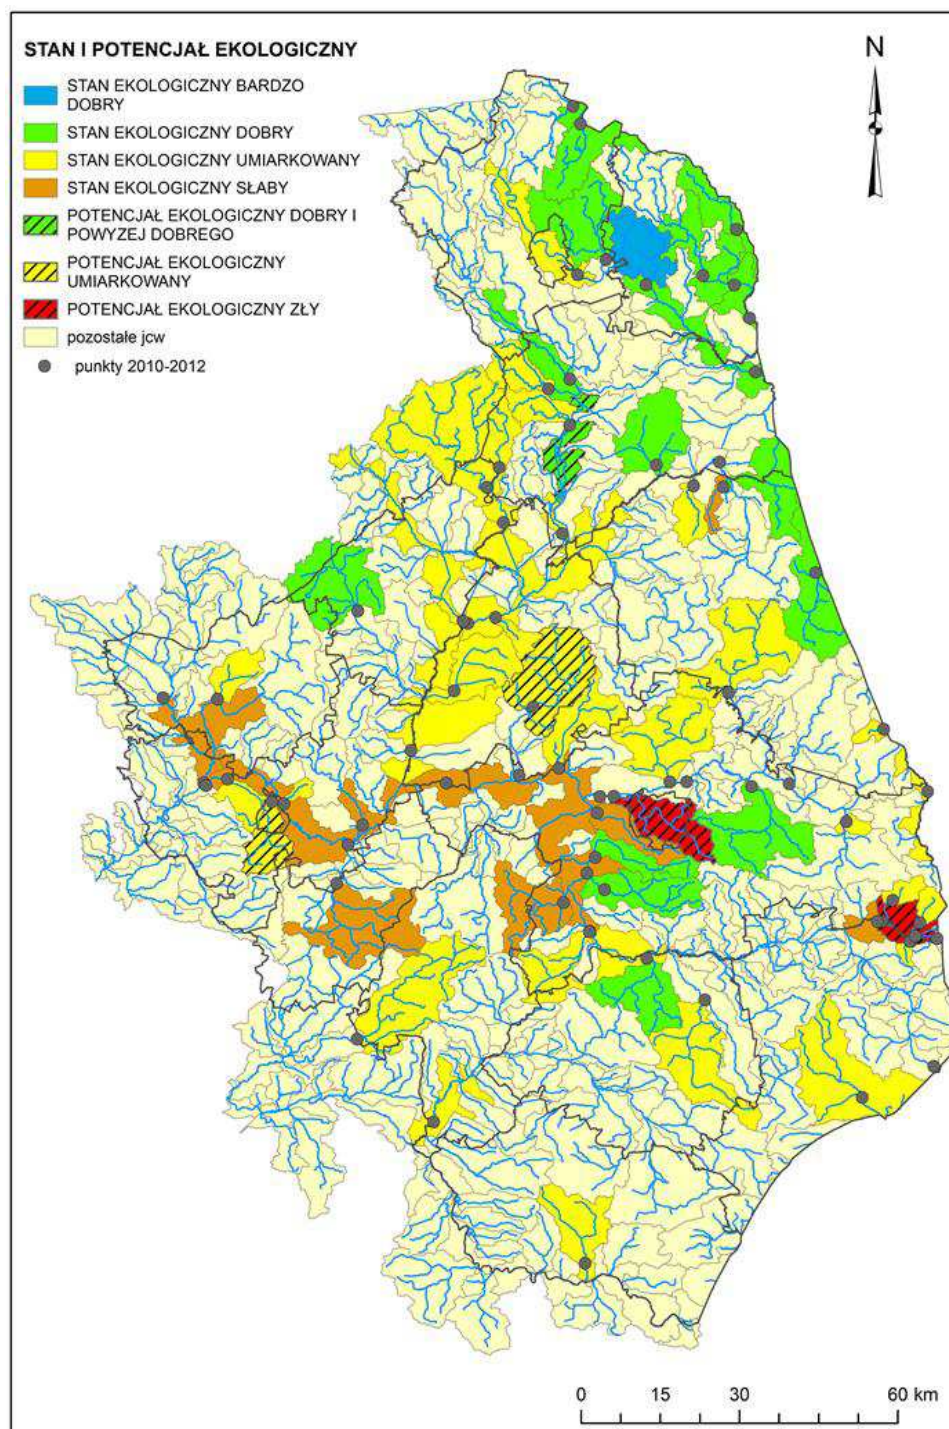 STAN I POTENCJAŁ EKOLOGICZNY
STAN EKOLOGICZNY BARDZO
DOBRY
STAN EKOLOGICZNY DOBRY
STAN EKOLOGICZNY UMIARKOWANY
STAN EKOLOGICZNY SŁABY
POTENCJAŁ EKOLOGICZNY DOBRY I
POWYZEJ DOBREGO
POTENCJAŁ EKOLOGICZNY
UMIARKOWANY
POTENCJAŁ EKOLOGICZNY ZŁY
pozostałe jcw
punkty 2010-2012
N
0 15 30 60 km